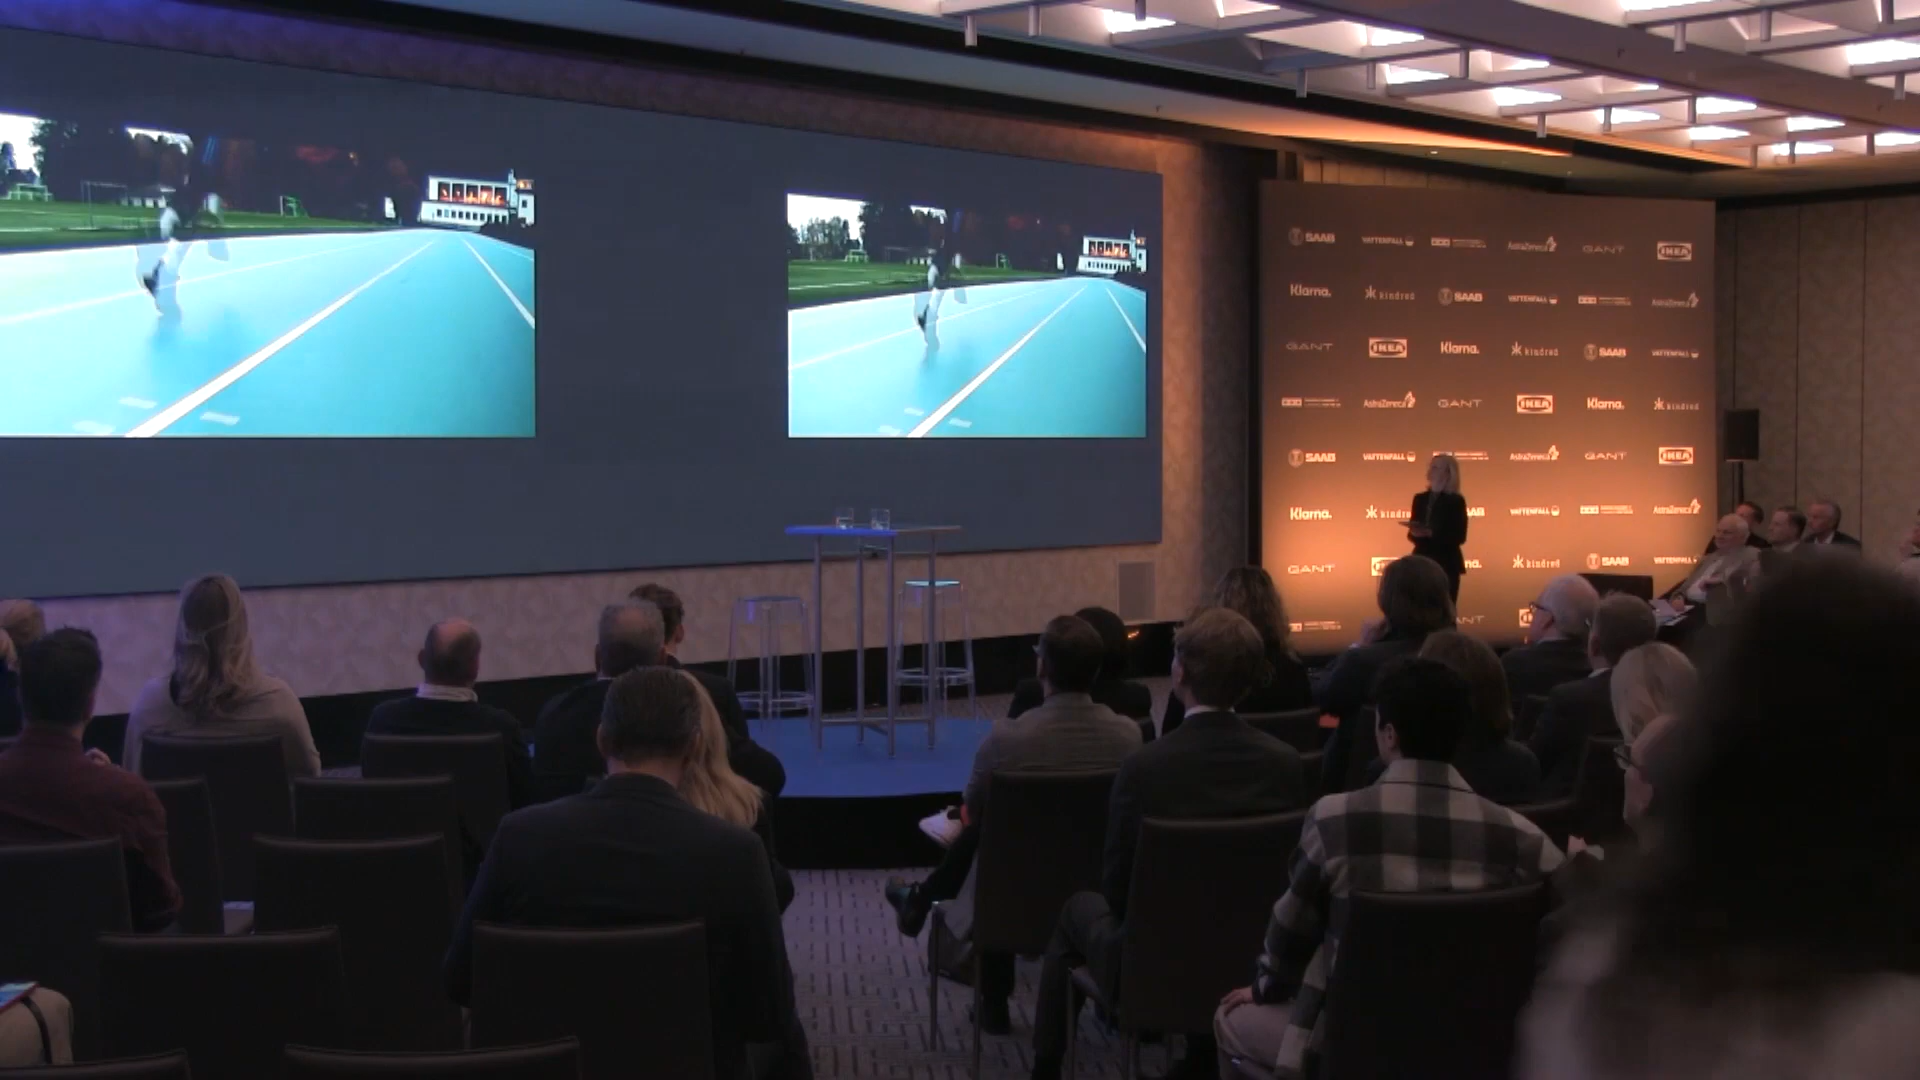 SAAB VATTENFALL AstraZeneca GANT IKEA
Klarna. kindred SAAB VATTENFALL AstraZeneca
GANT IKEA Klarna. kindred SAAB VATTENFALL
AstraZeneca GANT IKEA Klarna. kindred
SAAB VATTENFALL AstraZeneca GANT IKEA
Klarna. kindred VATTENFALL AstraZeneca
GANT kindred SAAB VATTENFALL